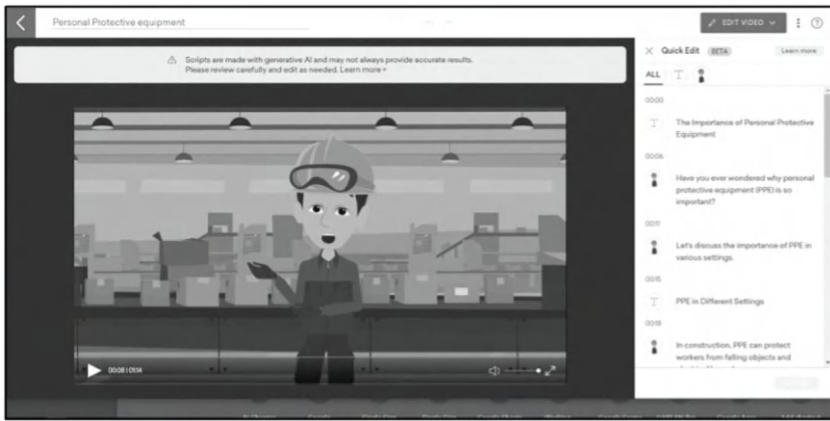 Personal Protective equipment
EDIT VIDEO
Scripts are made with generative AI and may not always provide accurate results.
Please review carefully and edit as needed. Learn more
Quick Edit BETA Learn more
ALL
00:00
The Importance of Personal Protective
Equipment
00:06
Have you ever wondered why personal
protective equipment (PPE) is so
important?
00:11
Let's discuss the importance of PPE in
various settings.
00:15
PPE in Different Settings
00:18
In construction, PPE can protect
workers from falling objects and
00:08 | 01:14